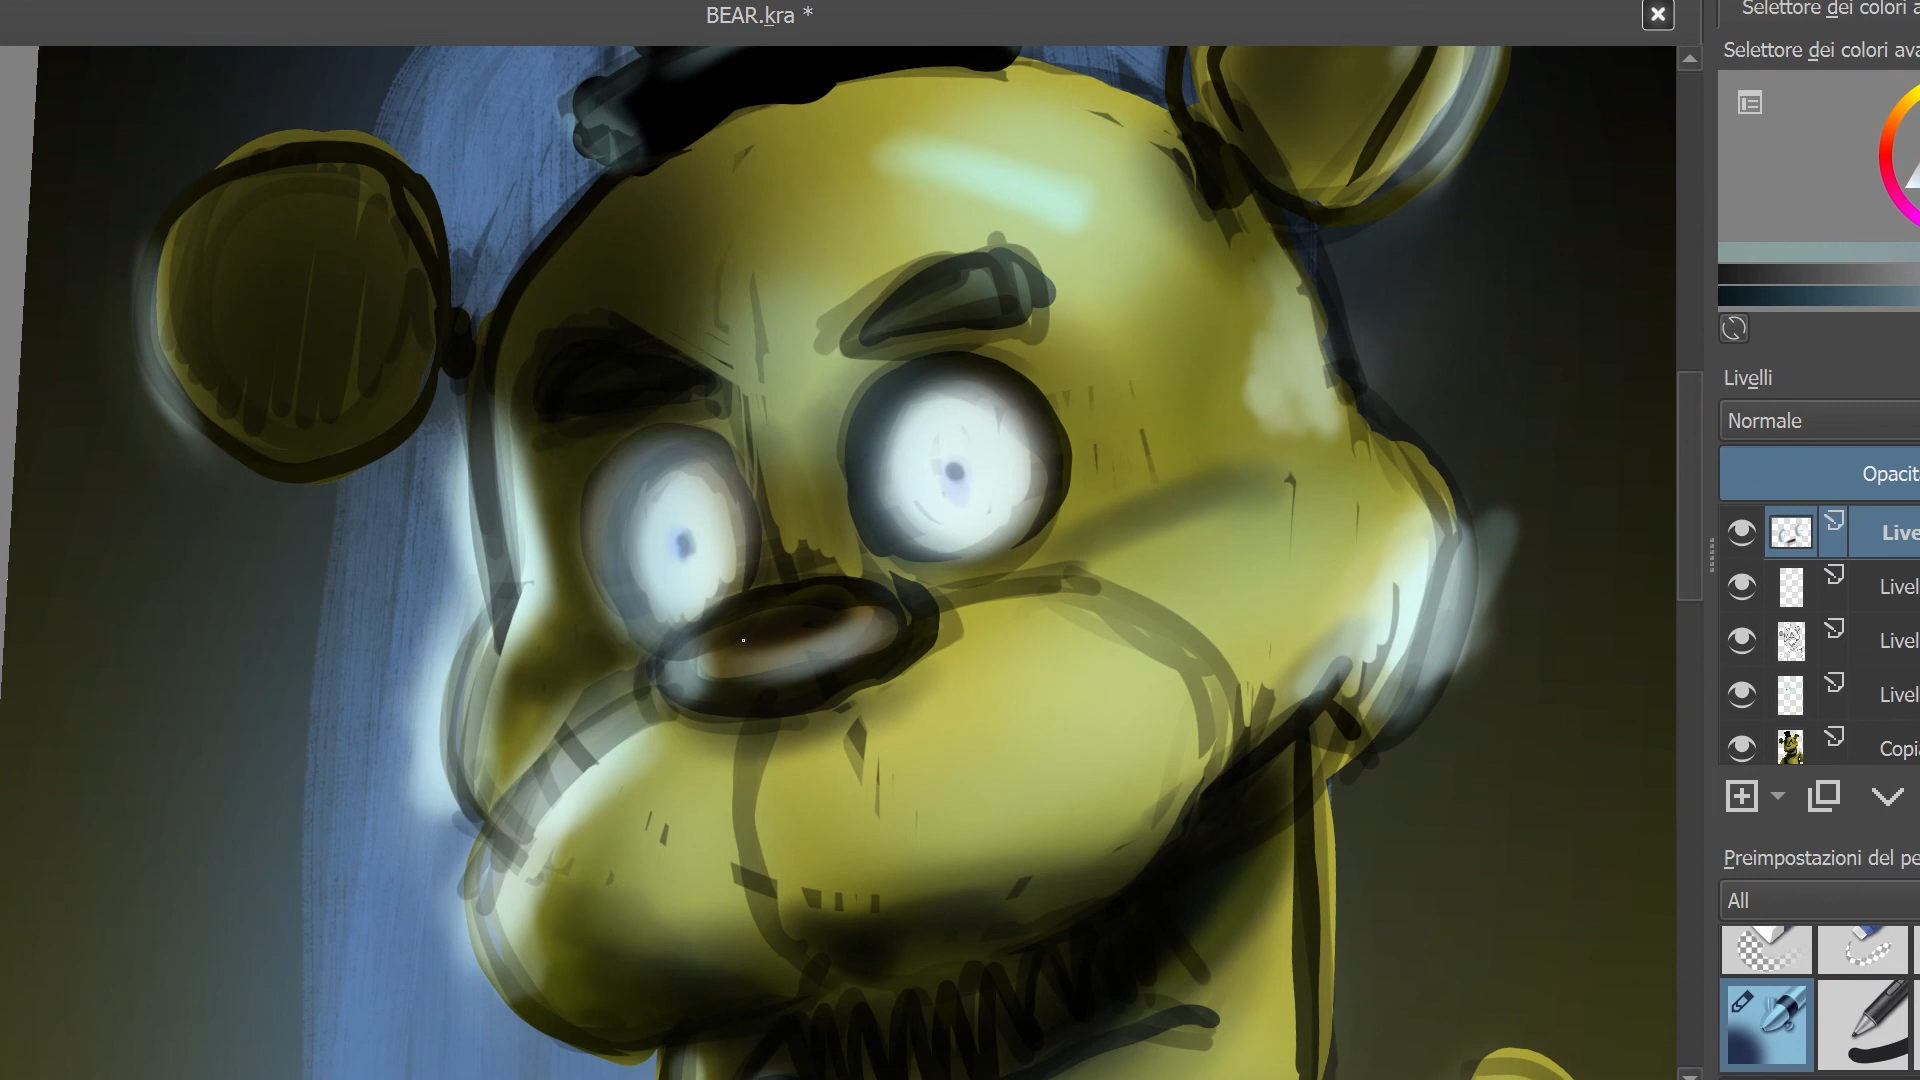 BEAR.kra *
Selettore dei colori a
Selettore dei colori ava
Livelli
Normale
Opacit
Live
Livel
Livel
Livel
Copi
Preimpostazioni del pe
All